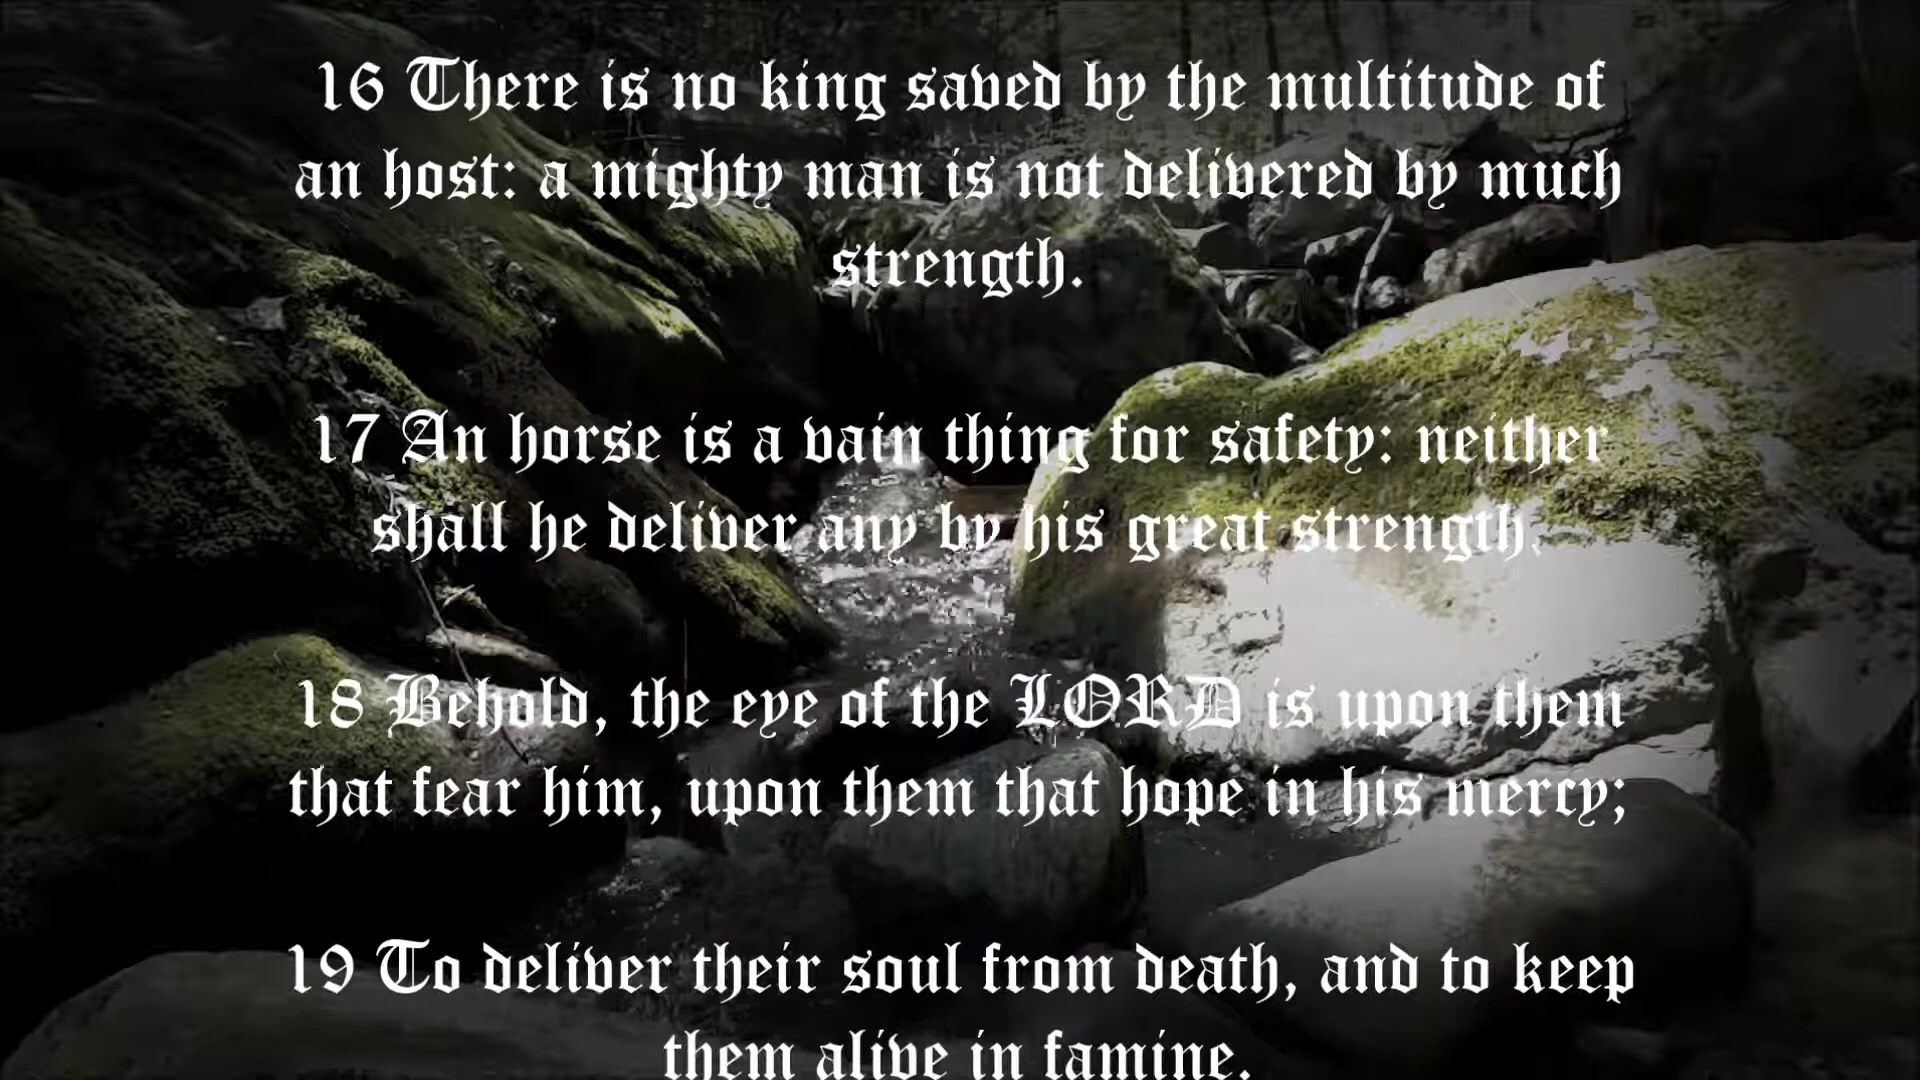 16 There is no king saved by the multitude of
an host: a mighty man is not delivered by much
strength.
17 An horse is a vain thing for safety: neither
shall he deliver any by his great strength.
18 Behold, the eye of the LORD is upon them
that fear him, upon them that hope in his mercy;
19 To deliver their soul from death, and to keep
them alive in famine.